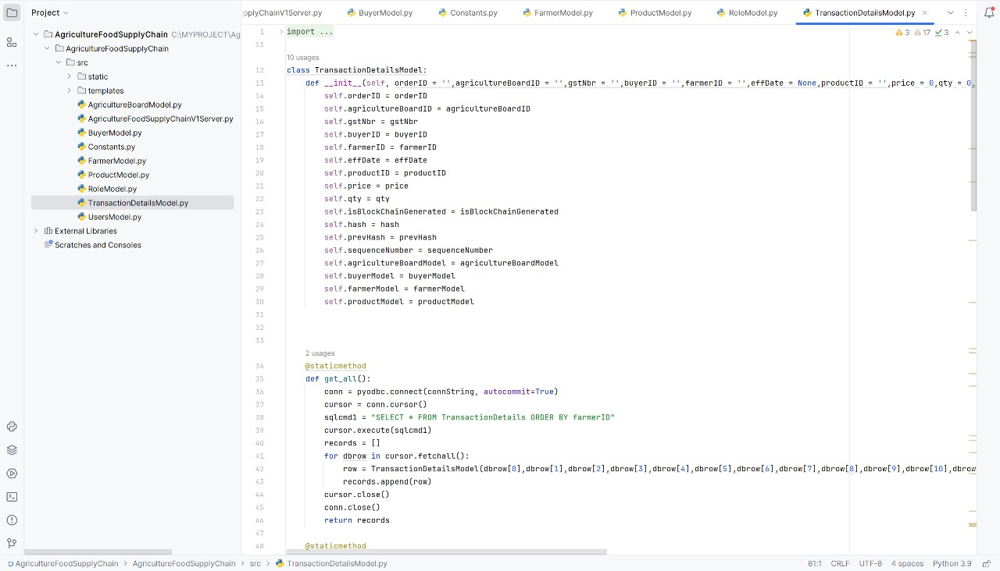 Project
pplyChainV1Server.py BuyerModel.py Constants.py FarmerModel.py ProductModel.py RoleModel.py TransactionDetailsModel.py
AgricultureFoodSupplyChain C:\MYPROJECT\Ag
AgricultureFoodSupplyChain
src
static
templates
AgricultureBoardModel.py
AgricultureFoodSupplyChainV1Server.py
BuyerModel.py
Constants.py
FarmerModel.py
ProductModel.py
RoleModel.py
TransactionDetailsModel.py
UsersModel.py
External Libraries
Scratches and Consoles
3 17 3
1 import ...
11
10 usages
12 class TransactionDetailsModel:
13 def __init__(self, orderID = '',agricultureBoardID = '',gstNbr = '',buyerID = '',farmerID = '',effDate = None,productID = '',price = 0,qty = 0,
14 self.orderID = orderID
15 self.agricultureBoardID = agricultureBoardID
16 self.gstNbr = gstNbr
17 self.buyerID = buyerID
18 self.farmerID = farmerID
19 self.effDate = effDate
20 self.productID = productID
21 self.price = price
22 self.qty = qty
23 self.isBlockChainGenerated = isBlockChainGenerated
24 self.hash = hash
25 self.prevHash = prevHash
26 self.sequenceNumber = sequenceNumber
27 self.agricultureBoardModel = agricultureBoardModel
28 self.buyerModel = buyerModel
29 self.farmerModel = farmerModel
30 self.productModel = productModel
31
32
33
2 usages
34 @staticmethod
35 def get_all():
36 conn = pyodbc.connect(connString, autocommit=True)
37 cursor = conn.cursor()
38 sqlcmd1 = "SELECT * FROM TransactionDetails ORDER BY farmerID"
39 cursor.execute(sqlcmd1)
40 records = []
41 for dbrow in cursor.fetchall():
42 row = TransactionDetailsModel(dbrow[0],dbrow[1],dbrow[2],dbrow[3],dbrow[4],dbrow[5],dbrow[6],dbrow[7],dbrow[8],dbrow[9],dbrow[10],dbrow
43 records.append(row)
44 cursor.close()
45 conn.close()
46 return records
47
48 @staticmethod
AgricultureFoodSupplyChain AgricultureFoodSupplyChain src TransactionDetailsModel.py 81:1 CRLF UTF-8 4 spaces Python 3.9